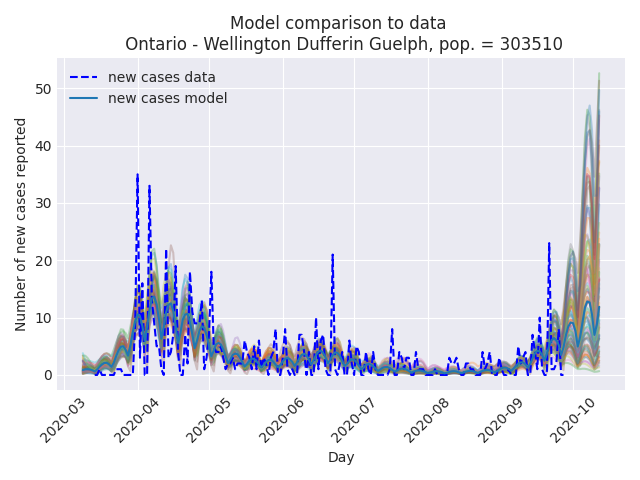 Model comparison to data
Ontario - Wellington Dufferin Guelph, pop. = 303510
new cases data
new cases model
Number of new cases reported
50
40
30
20
10
0
2020-03
2020-04
2020-05
2020-06
2020-07
2020-08
2020-09
2020-10
Day